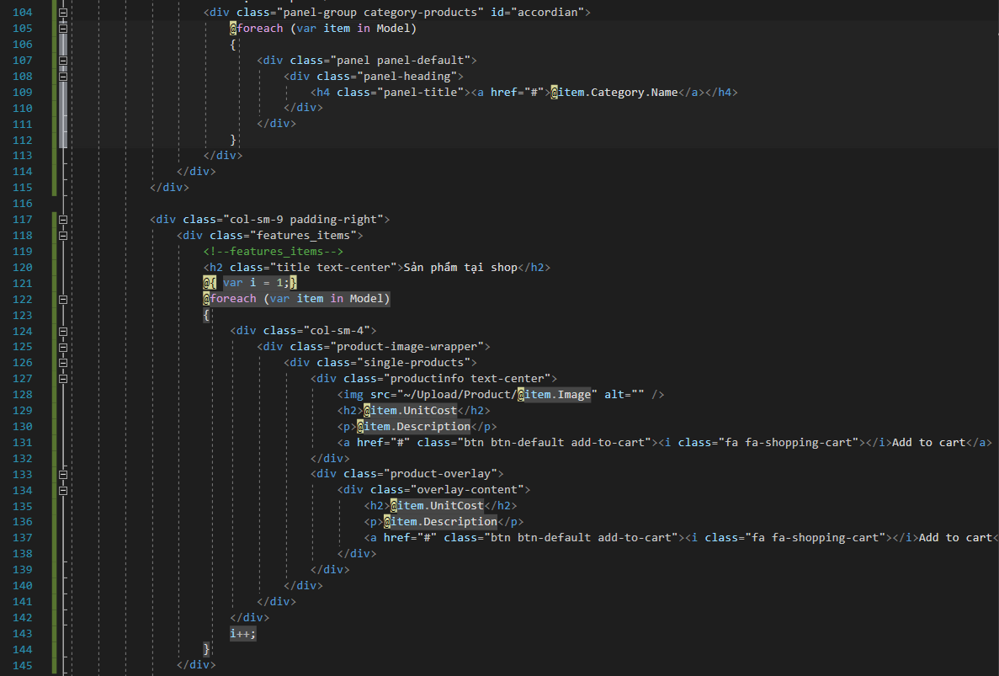 104 <div class="panel-group category-products" id="accordian">
105 @foreach (var item in Model)
106 {
107 <div class="panel panel-default">
108 <div class="panel-heading">
109 <h4 class="panel-title"><a href="#">@item.Category.Name</a></h4>
110 </div>
111 </div>
112 }
113 </div>
114 </div>
115 </div>
116
117 <div class="col-sm-9 padding-right">
118 <div class="features_items">
119 <!--features_items-->
120 <h2 class="title text-center">Sản phẩm tại shop</h2>
121 @{ var i = 1;}
122 @foreach (var item in Model)
123 {
124 <div class="col-sm-4">
125 <div class="product-image-wrapper">
126 <div class="single-products">
127 <div class="productinfo text-center">
128 <img src="~/Upload/Product/@item.Image" alt="" />
129 <h2>@item.UnitCost</h2>
130 <p>@item.Description</p>
131 <a href="#" class="btn btn-default add-to-cart"><i class="fa fa-shopping-cart"></i>Add to cart</a>
132 </div>
133 <div class="product-overlay">
134 <div class="overlay-content">
135 <h2>@item.UnitCost</h2>
136 <p>@item.Description</p>
137 <a href="#" class="btn btn-default add-to-cart"><i class="fa fa-shopping-cart"></i>Add to cart<
138 </div>
139 </div>
140 </div>
141 </div>
142 </div>
143 i++;
144 }
145 </div>